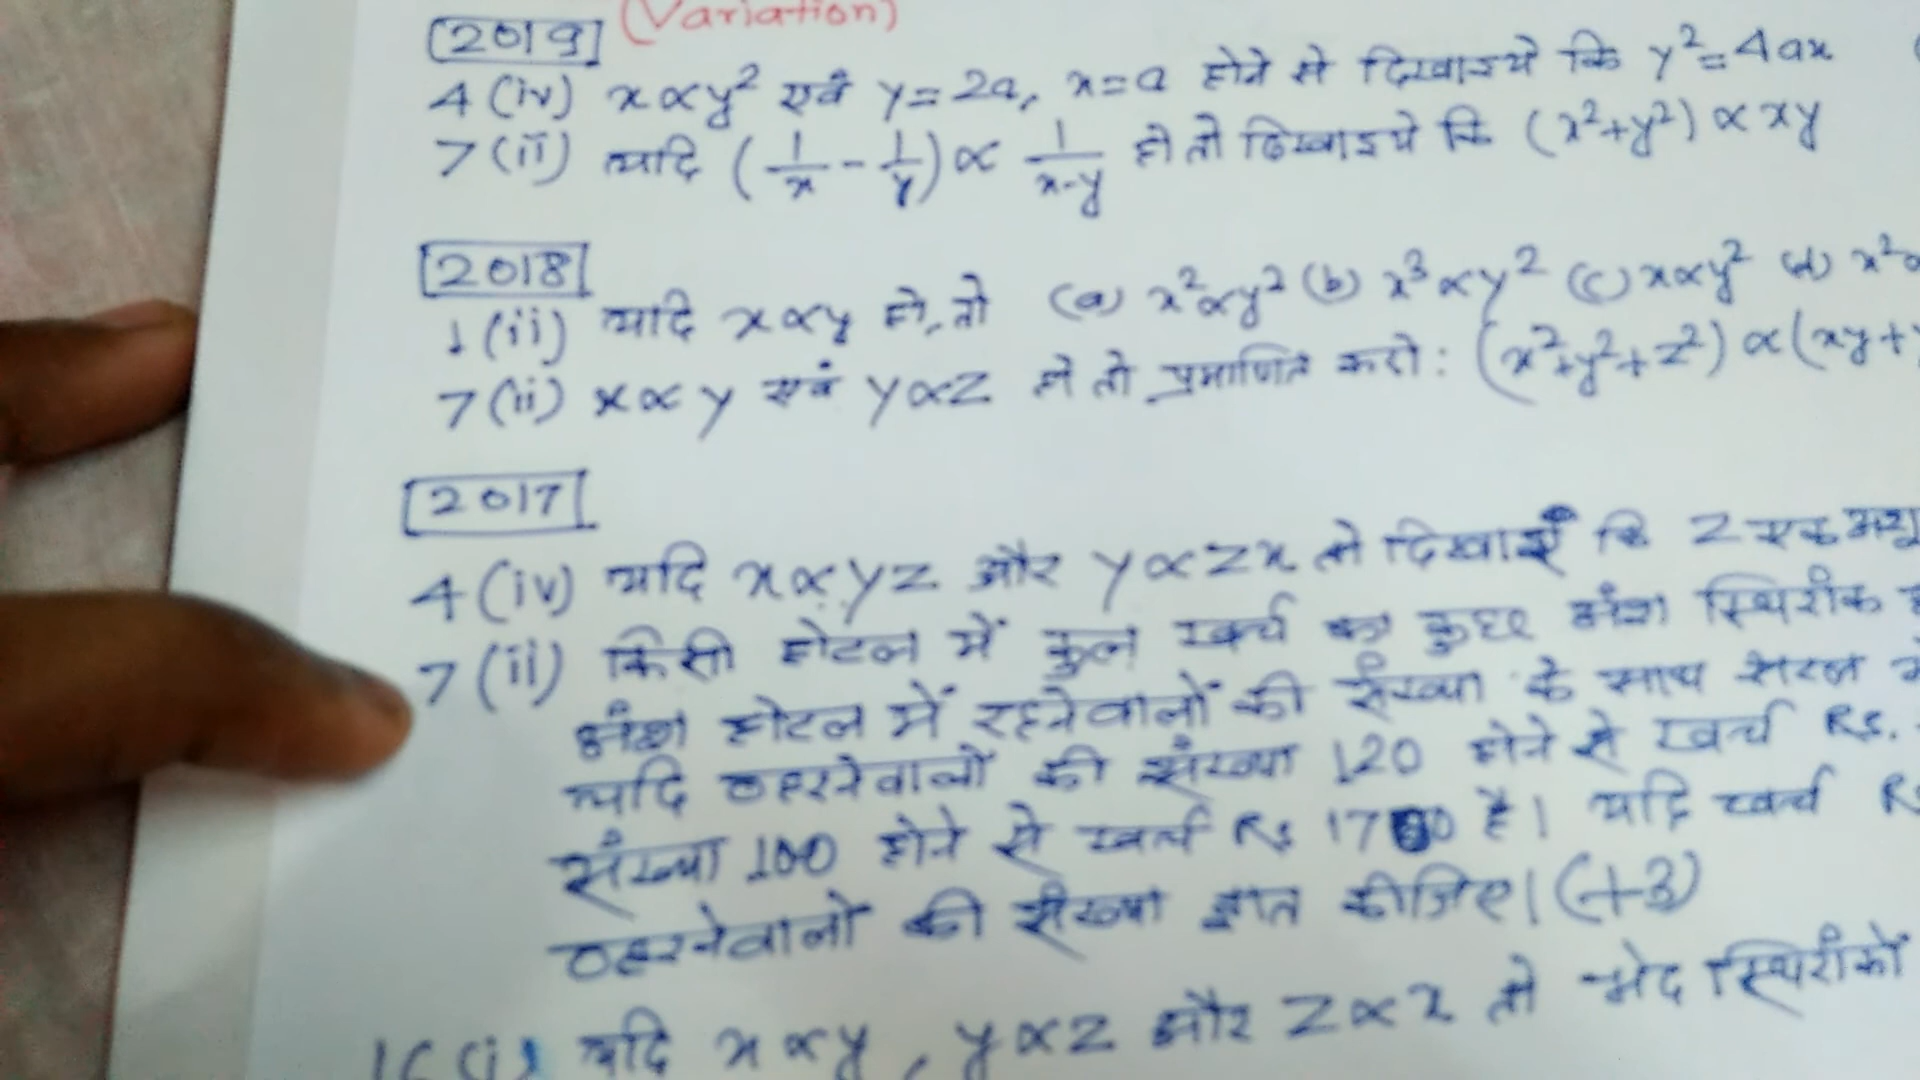 (Variation)
[2019]
4 (iv) x∝y² एवं y=2a, x=a होने से दिखाइये कि y²=4ax
7 (ii) यदि (1/x - 1/y) ∝ 1/x-y हो तो दिखाइये कि (x²+y²) ∝ xy
[2018]
1 (ii) यदि x∝y हो, तो (a) x²∝y² (b) x³∝y² (c) x∝y² (d) x²∝
7 (ii) x∝y एवं y∝z हो तो प्रमाणित करो: (x²+y²+z²) ∝ (xy+
[2017]
4 (iv) यदि x∝yz और y∝zx तो दिखाएँ कि z एक
7 (ii) किसी होटल में कुल खर्च का कुछ अंश स्थिरांक
अंश होटल में रहनेवालों की संख्या के साथ सरल
यदि ठहरनेवालों की संख्या 120 होने से खर्च Rs.
संख्या 100 होने से खर्च Rs 1700 है। यदि खर्च Rs
ठहरनेवालों की संख्या ज्ञात कीजिए। (+3)
यदि x∝y, y∝z और z∝x तो भेद स्थिरांकों